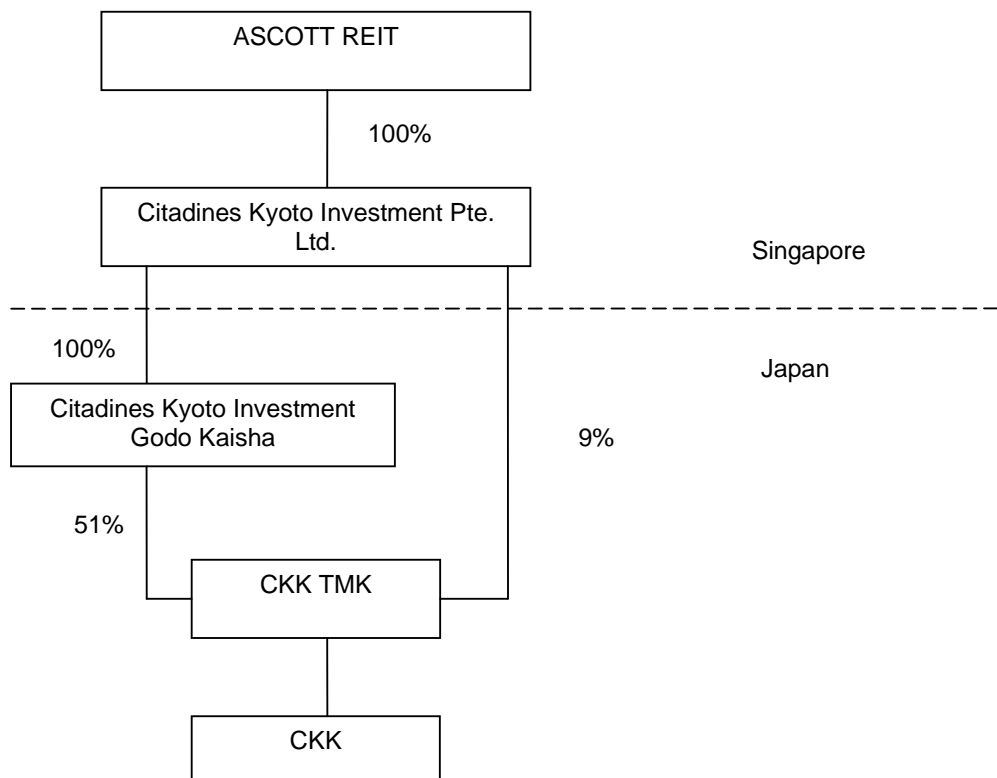 ASCOTT REIT
100%
Citadines Kyoto Investment Pte.
Ltd.
Singapore
100%
Japan
Citadines Kyoto Investment
Godo Kaisha
9%
51%
CKK TMK
CKK